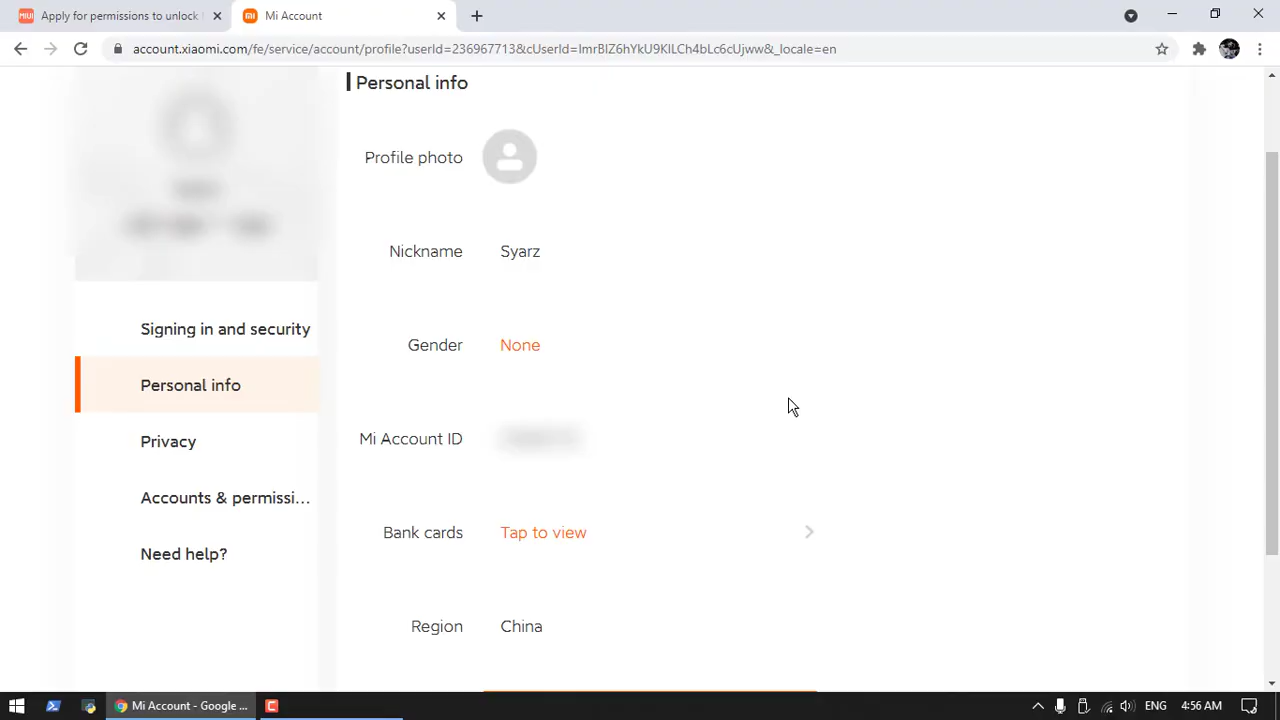 Apply for permissions to unlock
Mi Account
account.xiaomi.com/fe/service/account/profile?userId=236967713&cUserId=ImrBlZ6hYkU9KlLCh4bLc6cUjww&_locale=en
Personal info
Profile photo
Nickname Syarz
Signing in and security
Gender None
Personal info
Mi Account ID
Privacy
Accounts & permissi...
Bank cards Tap to view
Need help?
Region China
Mi Account - Google ...
ENG 4:56 AM